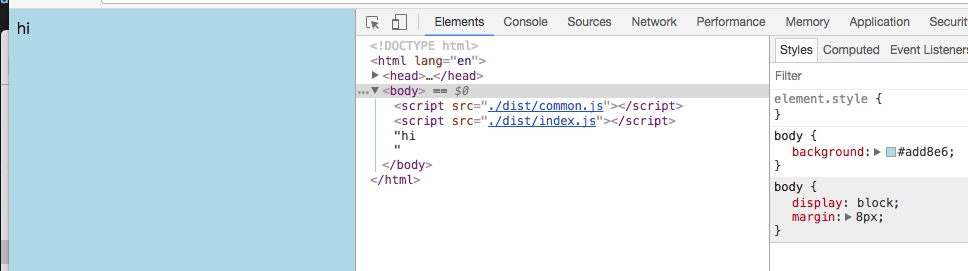 hi
Elements Console Sources Network Performance Memory Application Securit
<!DOCTYPE html>
<html lang="en">
<head>…</head>
<body> == $0
<script src="./dist/common.js"></script>
<script src="./dist/index.js"></script>
"hi
"
</body>
</html>
Styles Computed Event Listeners
Filter
element.style {
}
body {
background: #add8e6;
}
body {
display: block;
margin: 8px;
}